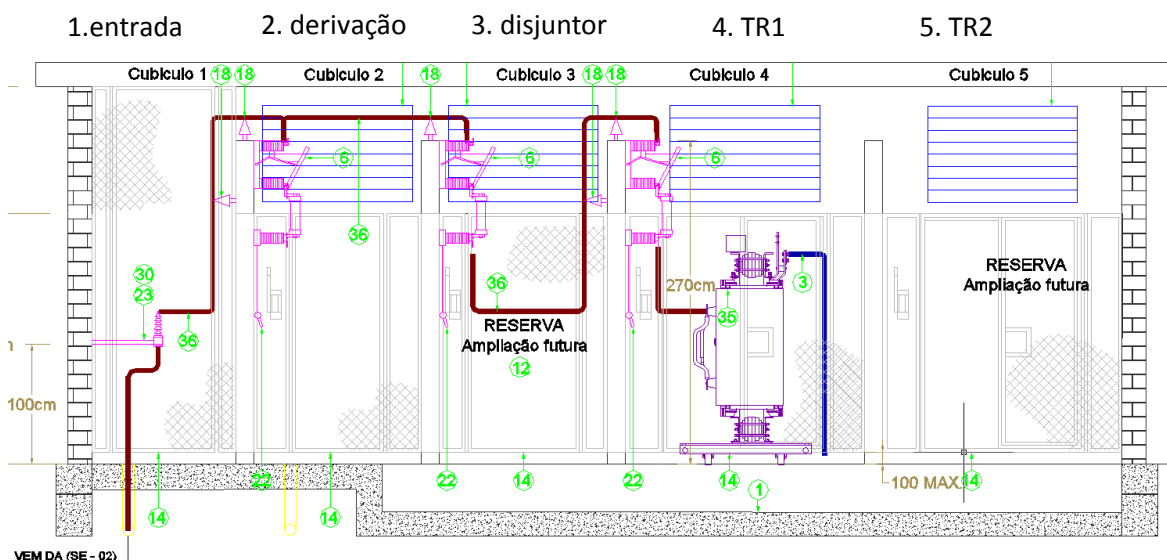 1.entrada
2. derivação
3. disjuntor
4. TR1
5. TR2
Cubículo 1
18
18
Cubículo 2
18
Cubículo 3
18
18
Cubículo 4
Cubículo 5
6
6
6
18
18
36
30
23
36
36
270cm
35
3
RESERVA
Ampliação futura
RESERVA
Ampliação futura
12
100cm
22
22
22
14
14
14
14
14
100 MAX.
1
VEM DA (SE - 02)